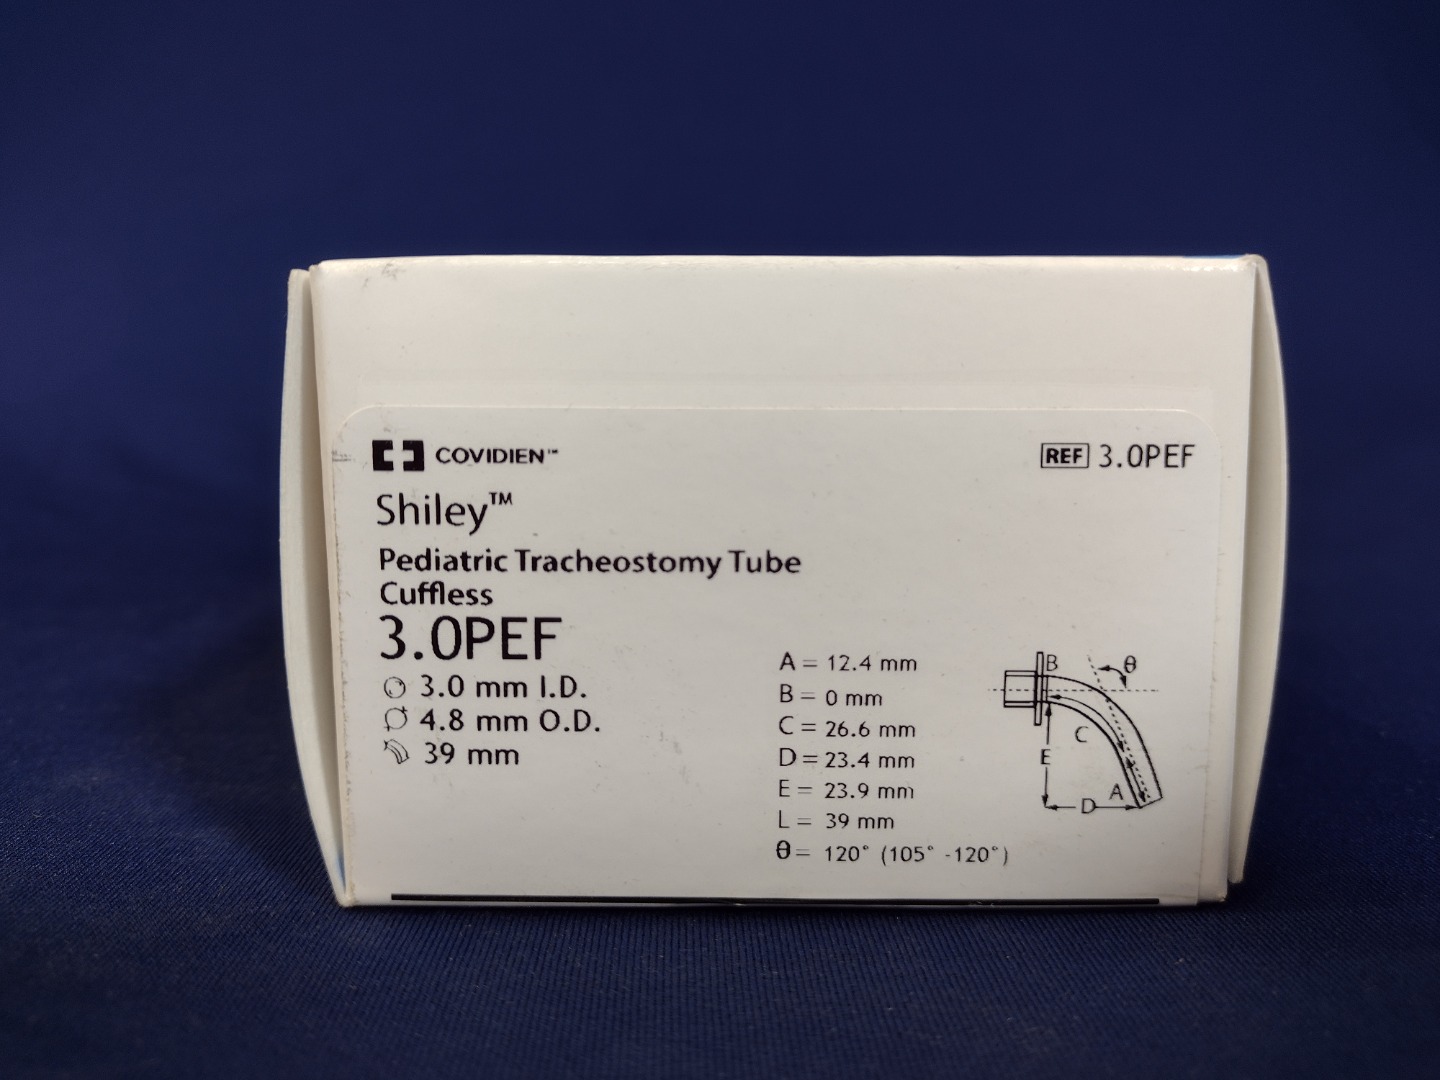 COVIDIEN™
REF 3.0PEF
Shiley™
Pediatric Tracheostomy Tube
Cuffless
3.0PEF
3.0 mm I.D.
4.8 mm O.D.
39 mm
A = 12.4 mm
B = 0 mm
C = 26.6 mm
D = 23.4 mm
E = 23.9 mm
L = 39 mm
θ = 120° (105° -120°)
B
θ
C
E
A
D